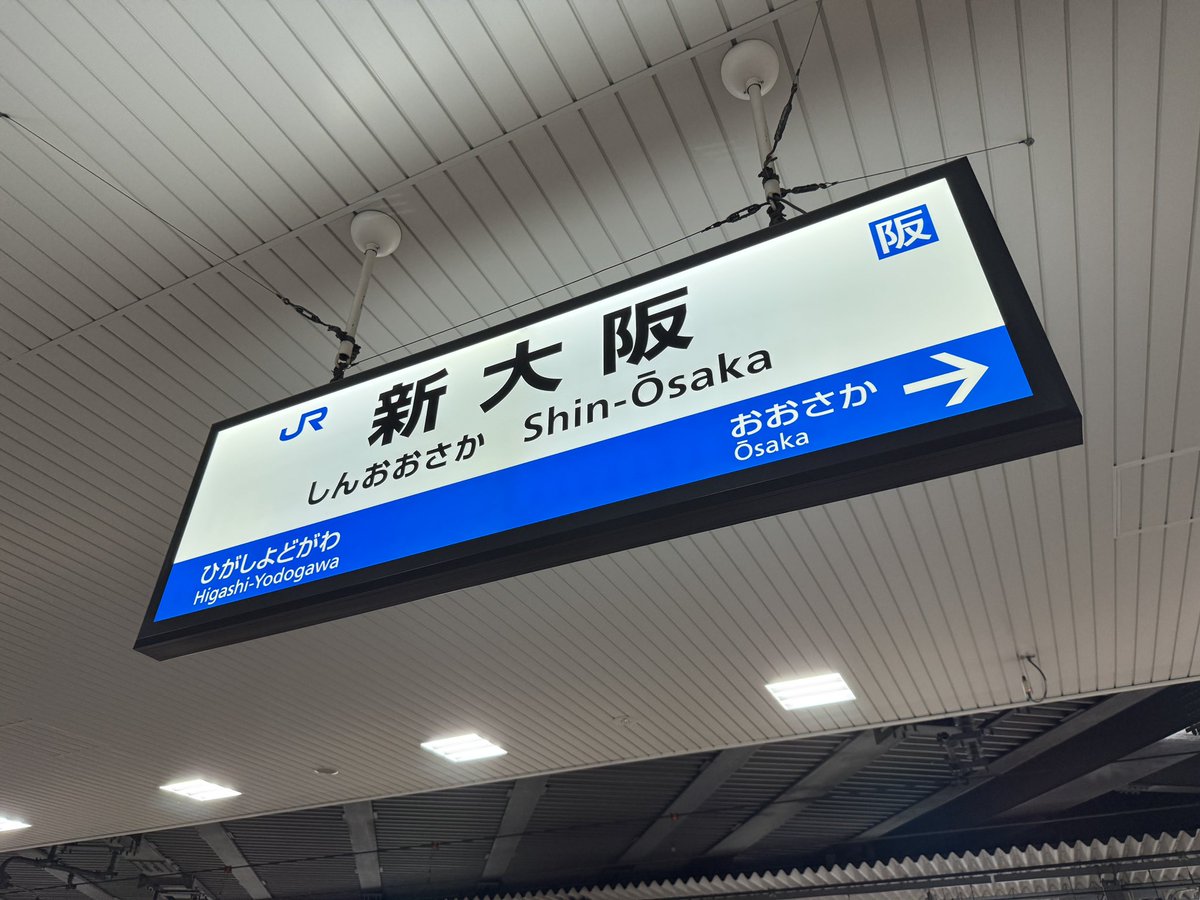 JR
新大阪
阪
しんおおさか
Shin-Ōsaka
ひがしよどがわ
Higashi-Yodogawa
おおさか →
Ōsaka